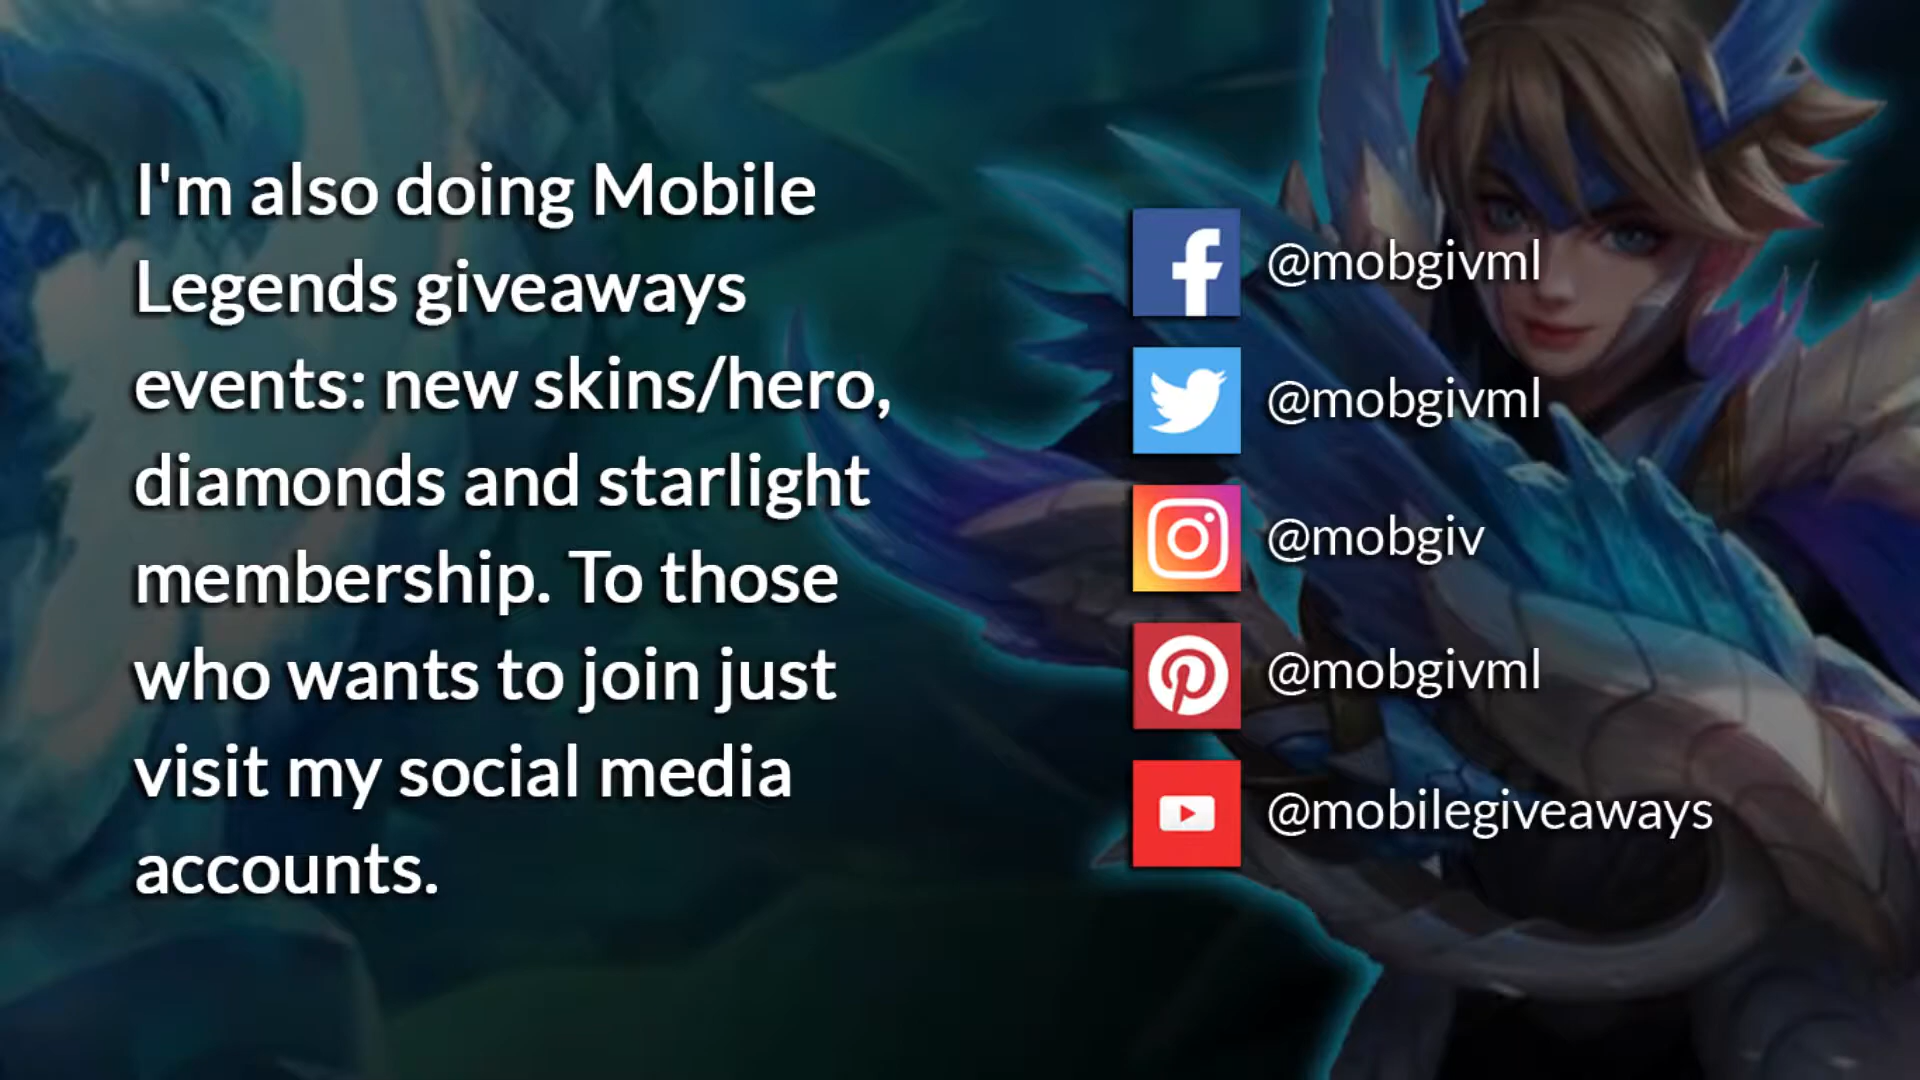 I'm also doing Mobile
Legends giveaways
events: new skins/hero,
diamonds and starlight
membership. To those
who wants to join just
visit my social media
accounts.
@mobgivml
@mobgivml
@mobgiv
@mobgivml
@mobilegiveaways